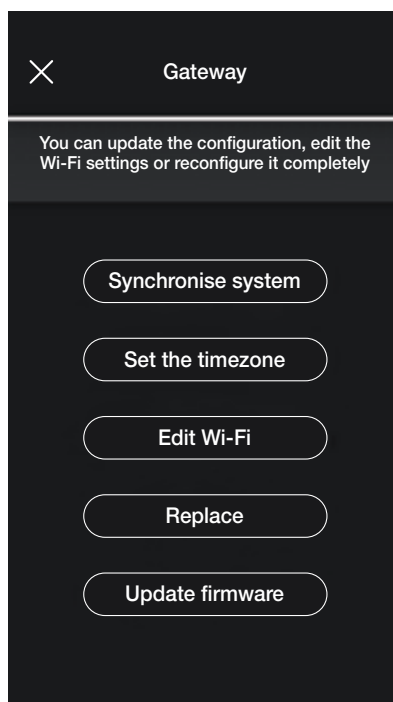 Gateway
You can update the configuration, edit the
Wi-Fi settings or reconfigure it completely
Synchronise system
Set the timezone
Edit Wi-Fi
Replace
Update firmware